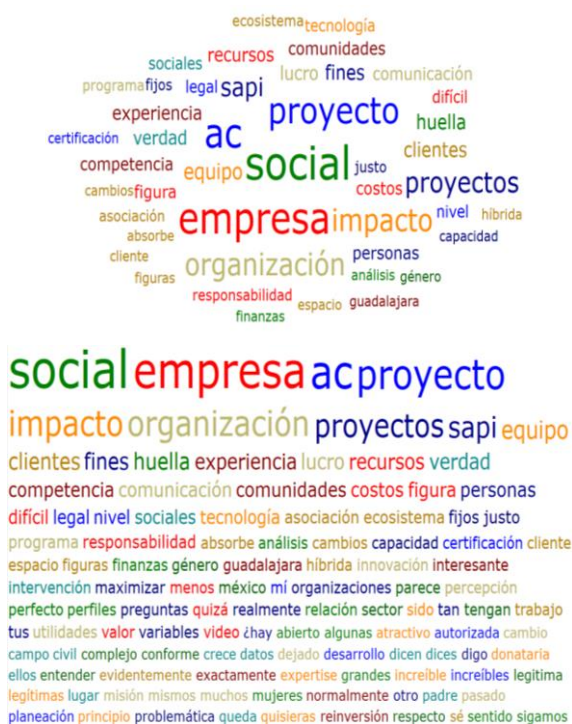 ecosistema tecnología
sociales recursos comunidades
programa fijos legal sapi lucro fines comunicación
experiencia proyecto difícil
certificación verdad ac huella
competencia equipo social justo clientes
cambios figura costos proyectos
asociación empresa impacto nivel híbrida
absorbe capacidad
cliente organización personas
figuras análisis género
responsabilidad espacio guadalajara
finanzas
social empresa ac proyecto
impacto organización proyectos sapi equipo
clientes fines huella experiencia lucro recursos verdad
competencia comunicación comunidades costos figura personas
difícil legal nivel sociales tecnología asociación ecosistema fijos justo
programa responsabilidad absorbe análisis cambios capacidad certificación cliente
espacio figuras finanzas género guadalajara híbrida innovación interesante
intervención maximizar menos méxico mí organizaciones parece percepción
perfecto perfiles preguntas quizá realmente relación sector sido tan tengan trabajo
tus utilidades valor variables video ¿hay abierto algunas atractivo autorizada cambio
campo civil complejo conforme crece datos dejado desarrollo dicen dices digo donataria
ellos entender evidentemente exactamente expertise grandes increíble increíbles legitima
legítimas lugar misión mismos muchos mujeres normalmente otro padre pasado
planeación principio problemática queda quisieras reinversión respecto sé sentido sigamos